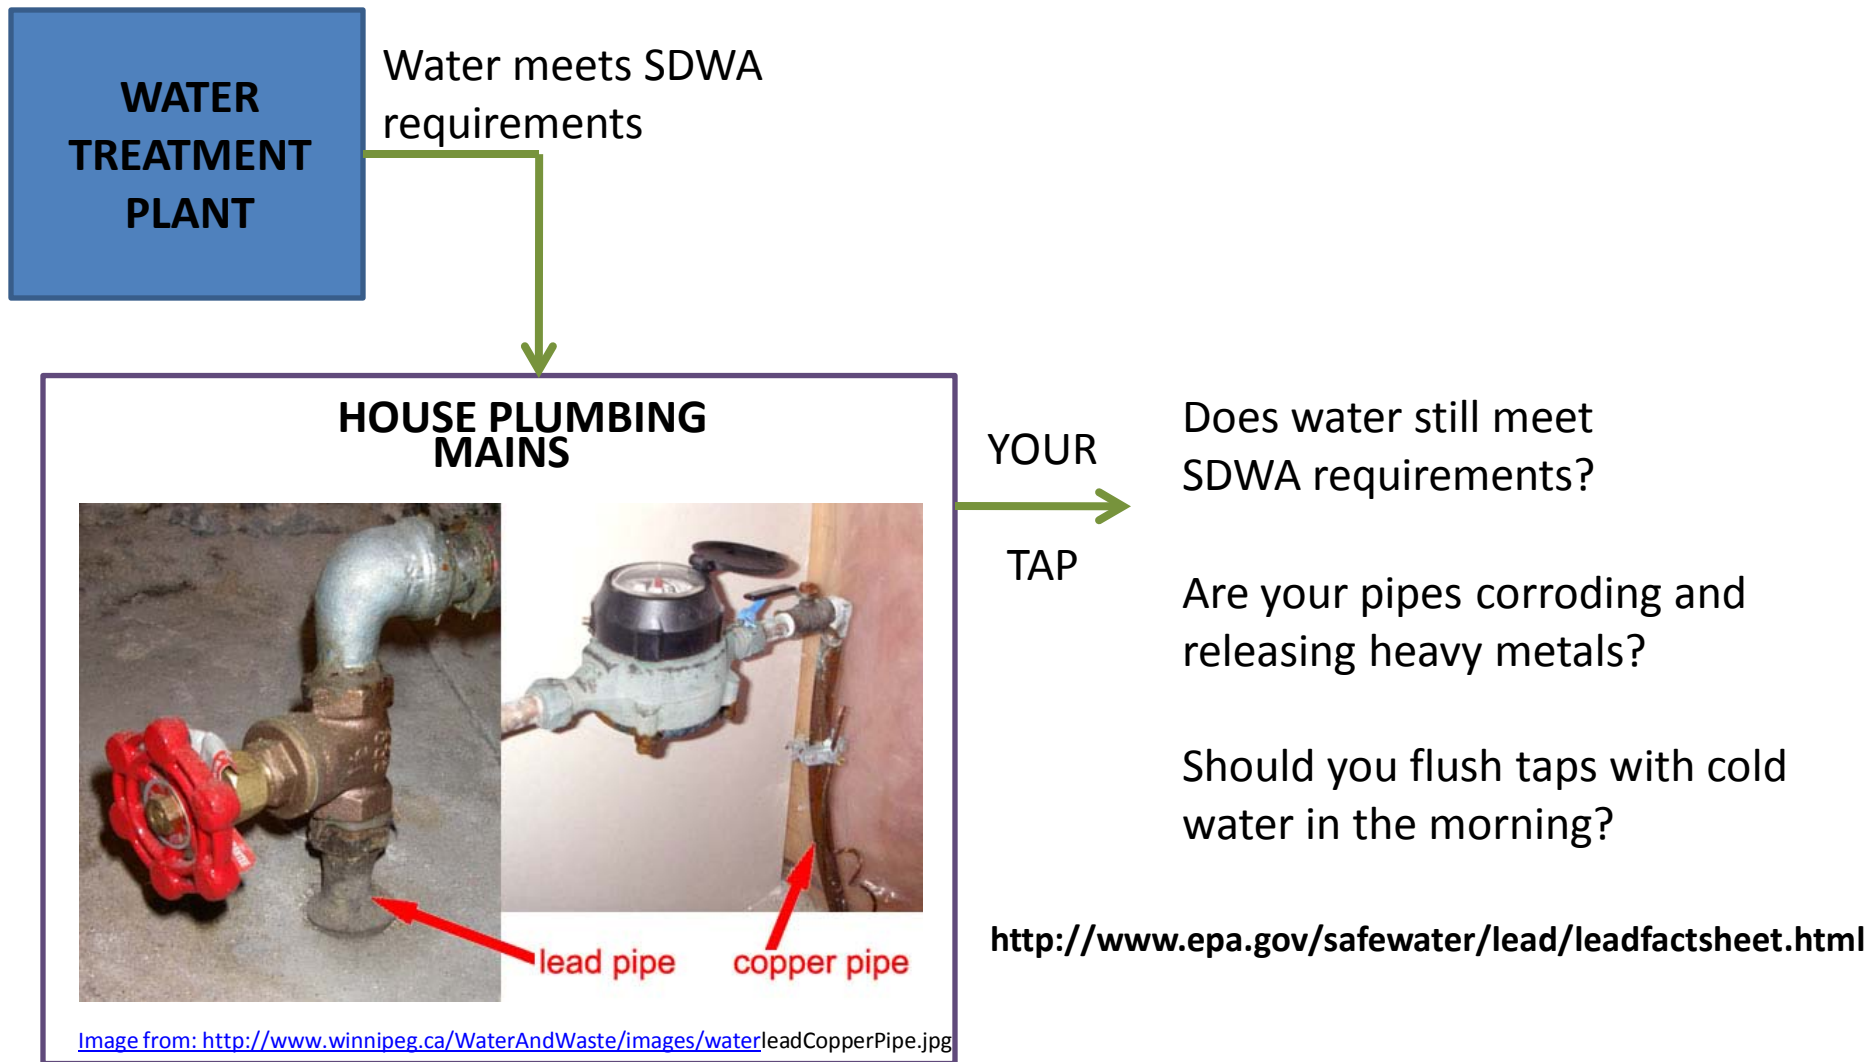 WATER
TREATMENT
PLANT
Water meets SDWA
requirements
HOUSE PLUMBING
MAINS
lead pipe
copper pipe
Image from: http://www.winnipeg.ca/WaterAndWaste/images/waterleadCopperPipe.jpg
YOUR
TAP
Does water still meet
SDWA requirements?
Are your pipes corroding and
releasing heavy metals?
Should you flush taps with cold
water in the morning?
http://www.epa.gov/safewater/lead/leadfactsheet.html